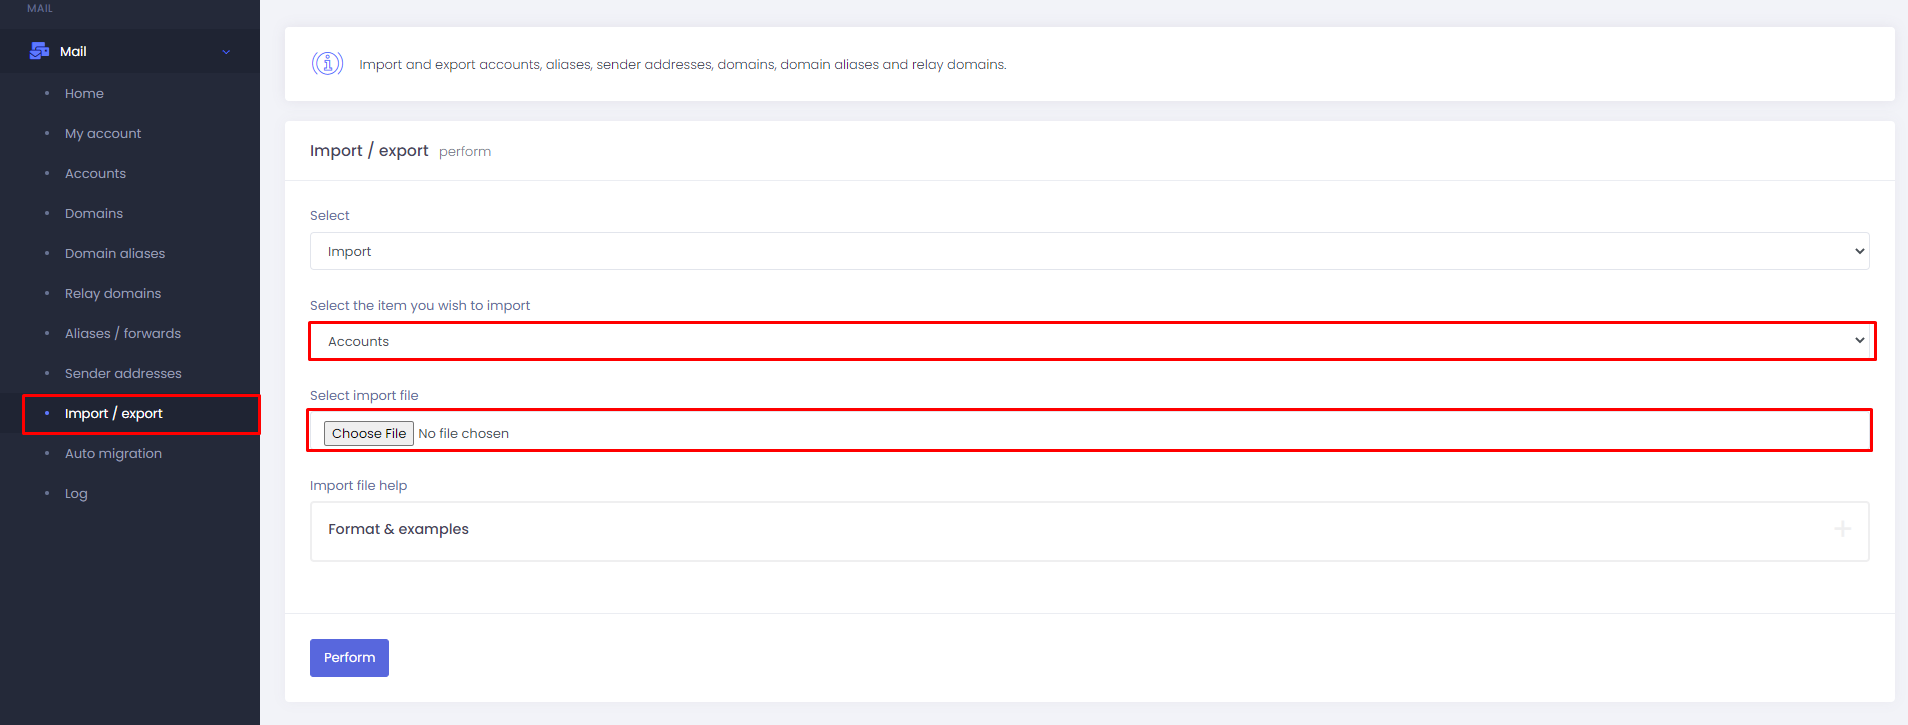 MAIL
Mail
Home
My account
Accounts
Domains
Domain aliases
Relay domains
Aliases / forwards
Sender addresses
Import / export
Auto migration
Log
Import and export accounts, aliases, sender addresses, domains, domain aliases and relay domains.
Import / export perform
Select
Import
Select the item you wish to import
Accounts
Select import file
Choose File No file chosen
Import file help
Format & examples
Perform